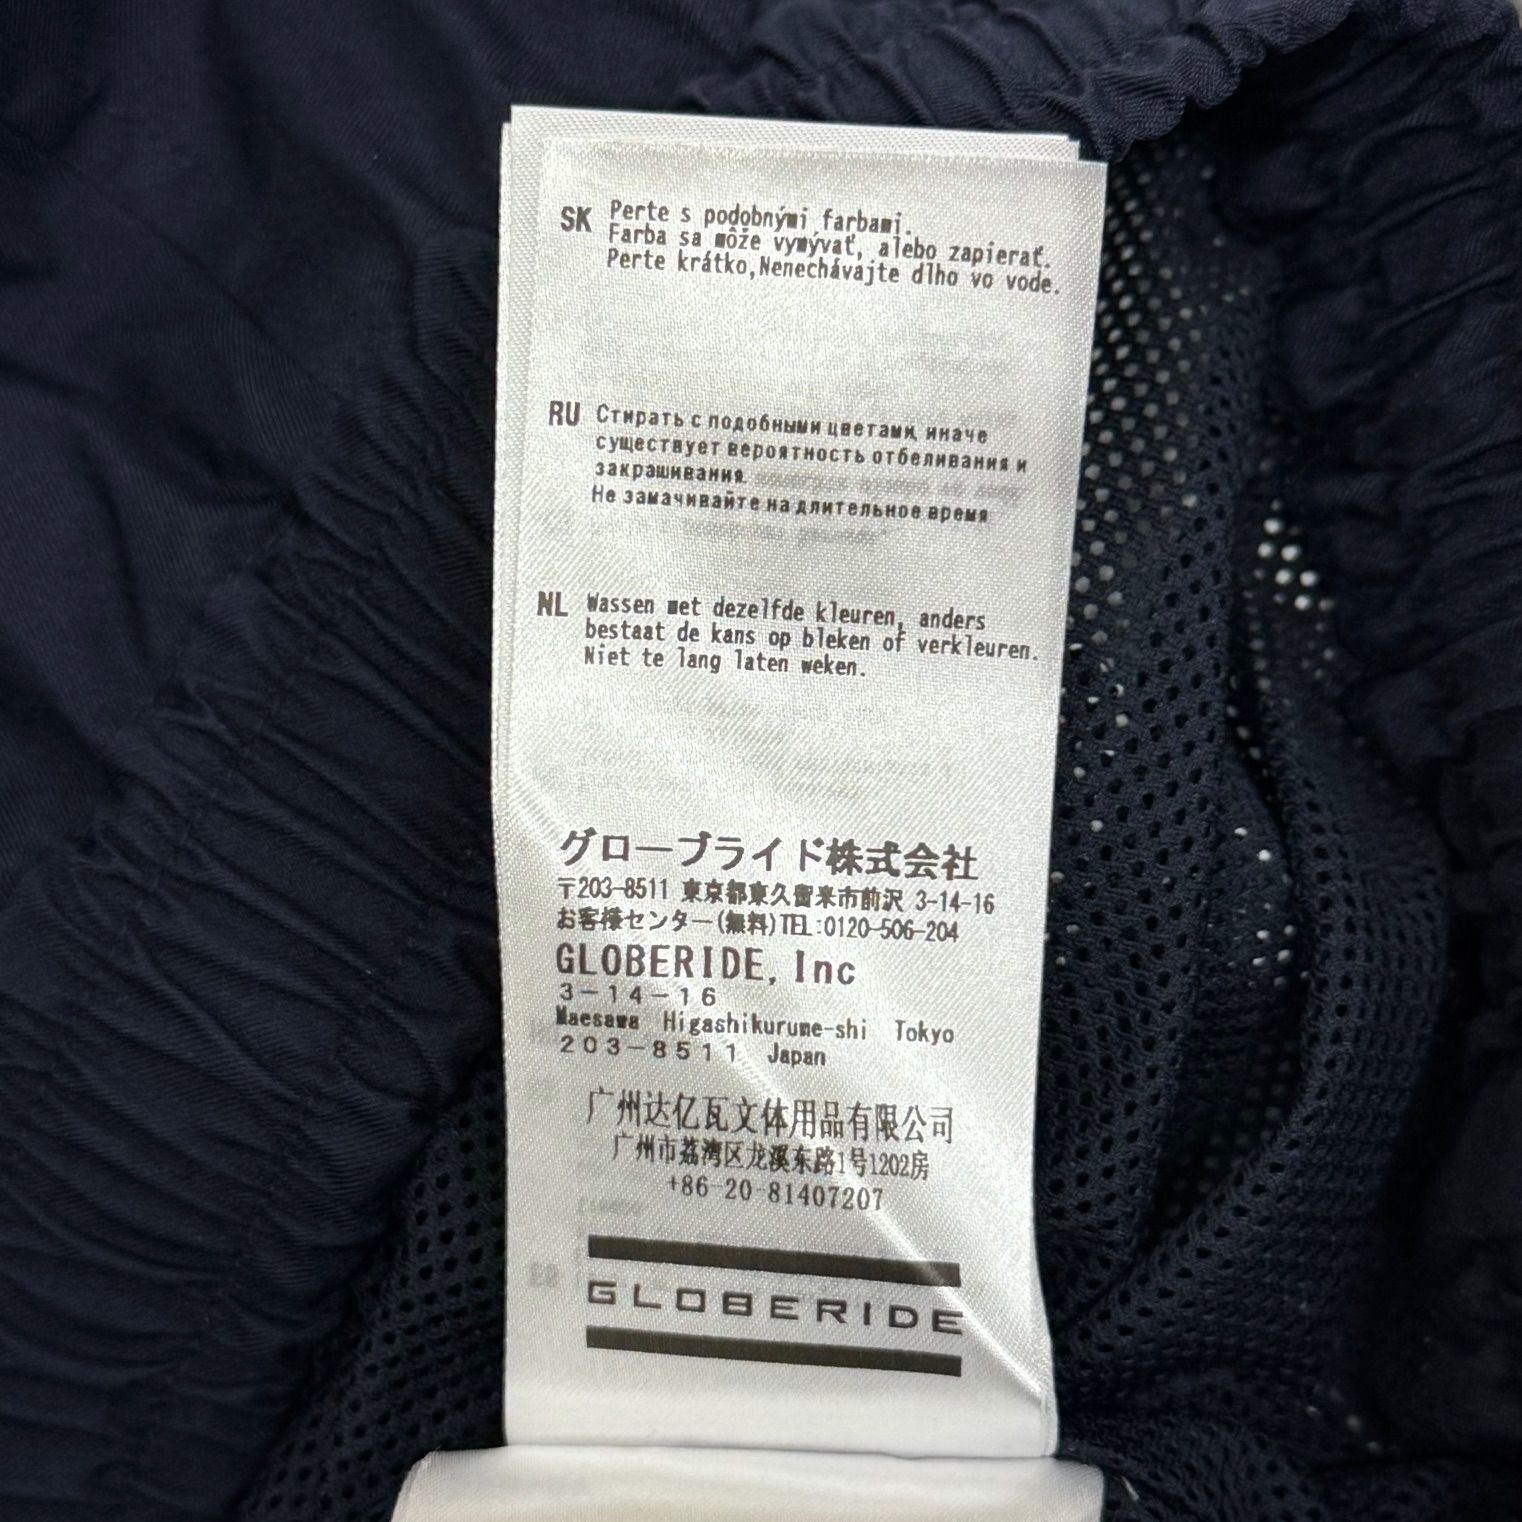 SK Perte s podobnými farbami.
Farba sa môže vymývať, alebo zapierať.
Perte krátko,Nenechávajte dlho vo vode.
RU Стирать с подобными цветами, иначе
существует вероятность отбеливания и
закрашивания.
Не замачивайте на длительное время
NL Wassen met dezelfde kleuren, anders
bestaat de kans op bleken of verkleuren.
Niet te lang laten weken.
グローブライド株式会社
〒203-8511 東京都東久留米市前沢 3-14-16
お客様センター(無料)TEL:0120-506-204
GLOBERIDE, Inc
3-14-16
Maesawa Higashikurume-shi Tokyo
203-8511 Japan
广州达亿瓦文体用品有限公司
广州市荔湾区龙溪东路1号1202房
+86-20-81407207
GLOBERIDE